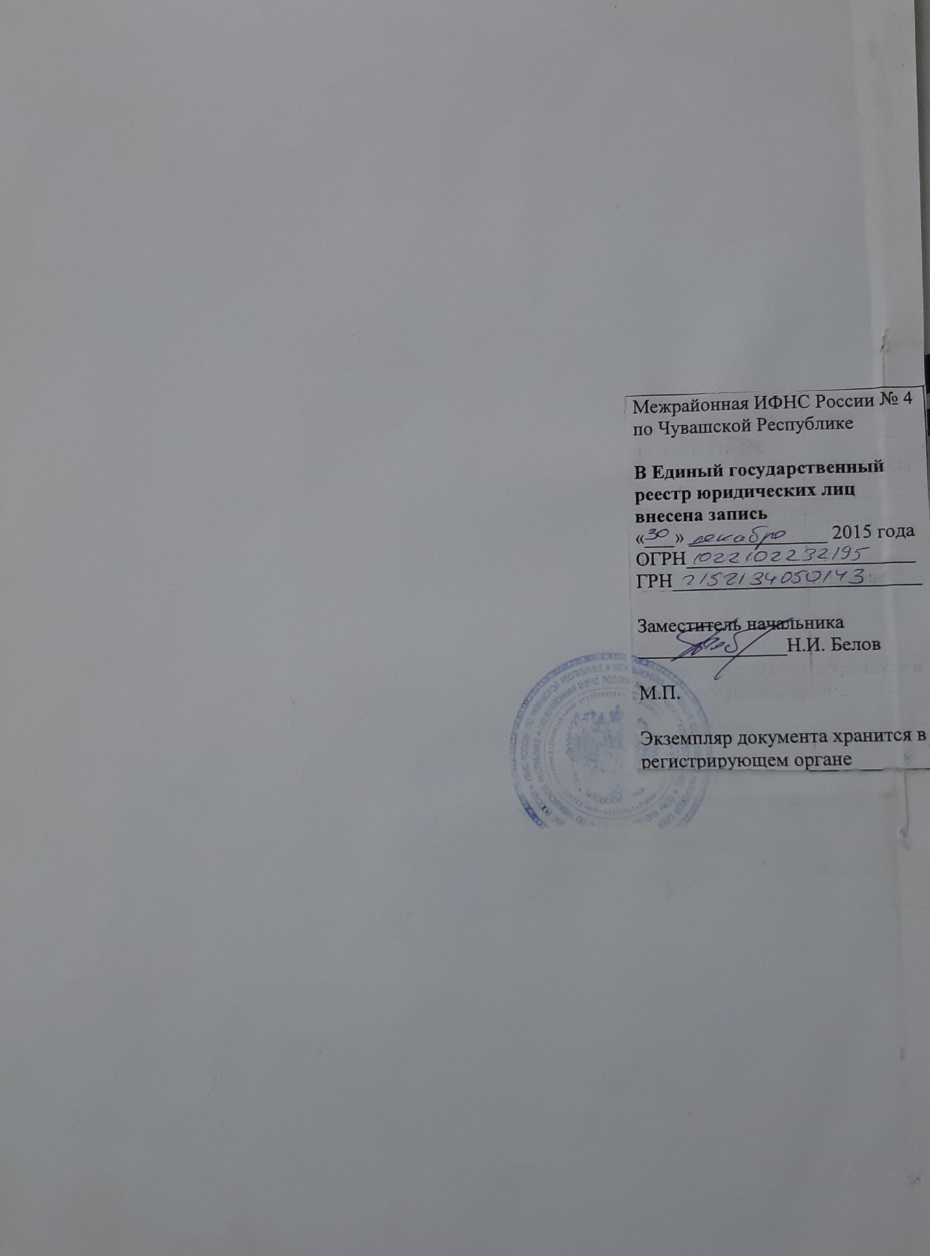 Межрайонная ИФНС России № 4
по Чувашской Республике
В Единый государственный
реестр юридических лиц
внесена запись
«30» декабря 2015 года
ОГРН 1022102232195
ГРН 2152134050143
Заместитель начальника
Н.И. Белов
М.П.
Экземпляр документа хранится в
регистрирующем органе